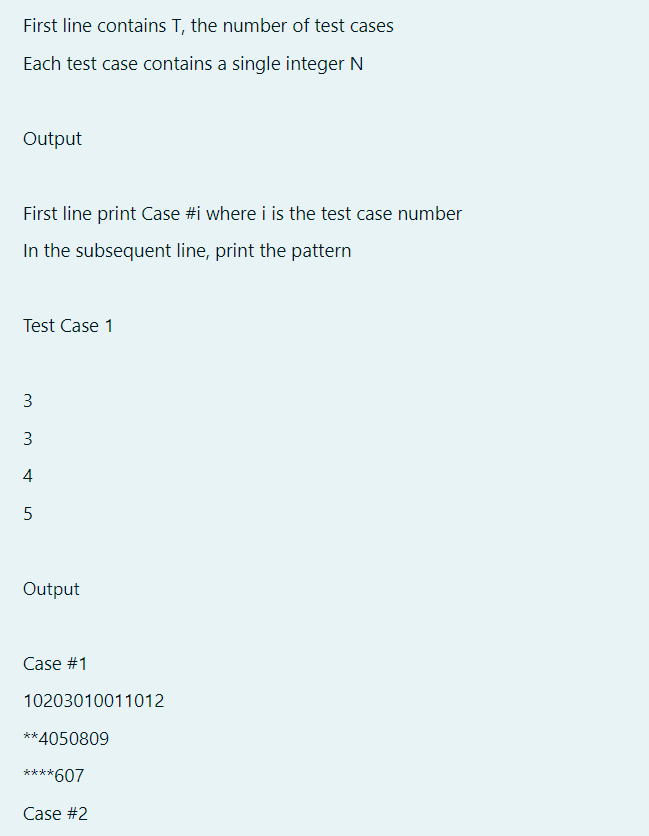 First line contains T, the number of test cases
Each test case contains a single integer N
Output
First line print Case #i where i is the test case number
In the subsequent line, print the pattern
Test Case 1
3
3
4
5
Output
Case #1
10203010011012
**4050809
****607
Case #2